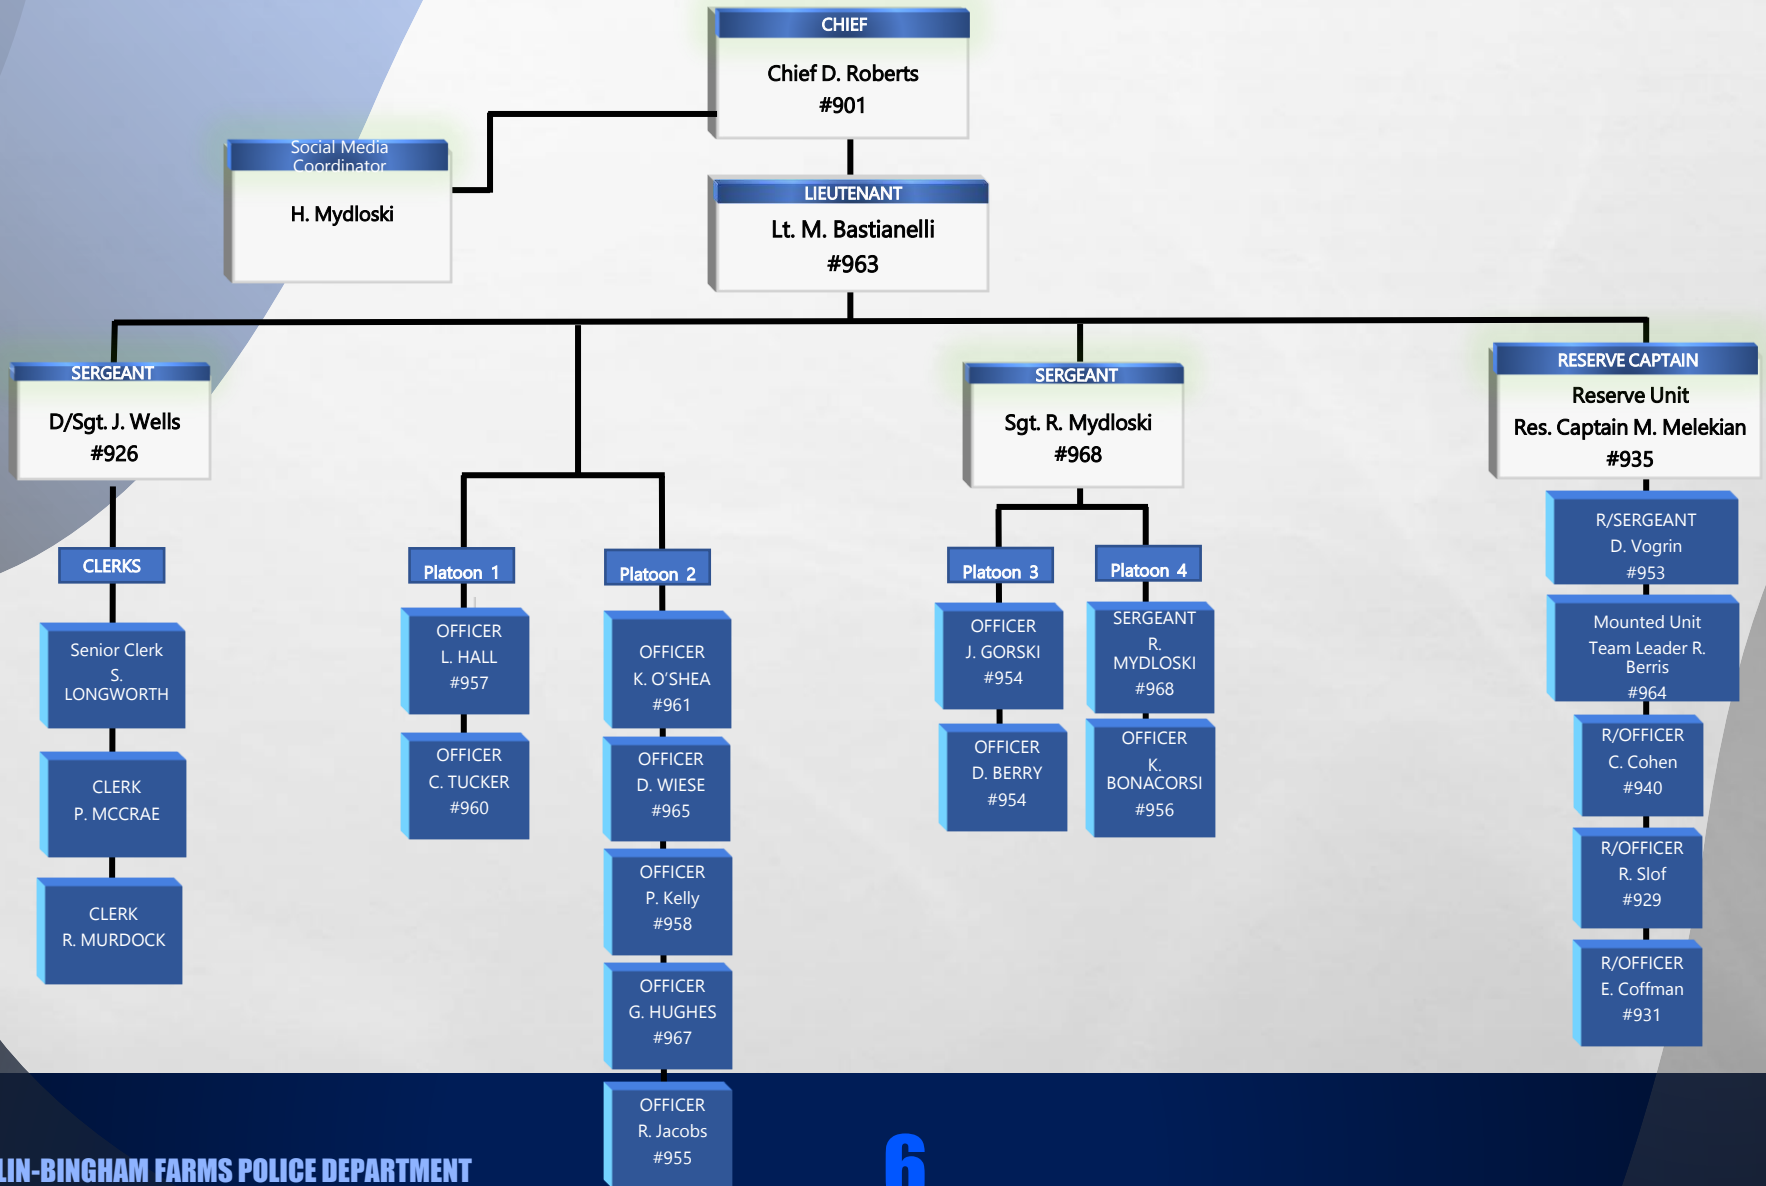 CHIEF
Chief D. Roberts
#901
Social Media
Coordinator
H. Mydloski
LIEUTENANT
Lt. M. Bastianelli
#963
SERGEANT
D/Sgt. J. Wells
#926
SERGEANT
Sgt. R. Mydloski
#968
RESERVE CAPTAIN
Reserve Unit
Res. Captain M. Melekian
#935
CLERKS
Senior Clerk
S.
LONGWORTH
CLERK
P. MCCRAE
CLERK
R. MURDOCK
Platoon 1
OFFICER
L. HALL
#957
OFFICER
C. TUCKER
#960
Platoon 2
OFFICER
K. O’SHEA
#961
OFFICER
D. WIESE
#965
OFFICER
P. Kelly
#958
OFFICER
G. HUGHES
#967
OFFICER
R. Jacobs
#955
Platoon 3
OFFICER
J. GORSKI
#954
OFFICER
D. BERRY
#954
Platoon 4
SERGEANT
R.
MYDLOSKI
#968
OFFICER
K.
BONACORSI
#956
R/SERGEANT
D. Vogrin
#953
Mounted Unit
Team Leader R.
Berris
#964
R/OFFICER
C. Cohen
#940
R/OFFICER
R. Slof
#929
R/OFFICER
E. Coffman
#931
LIN-BINGHAM FARMS POLICE DEPARTMENT
6